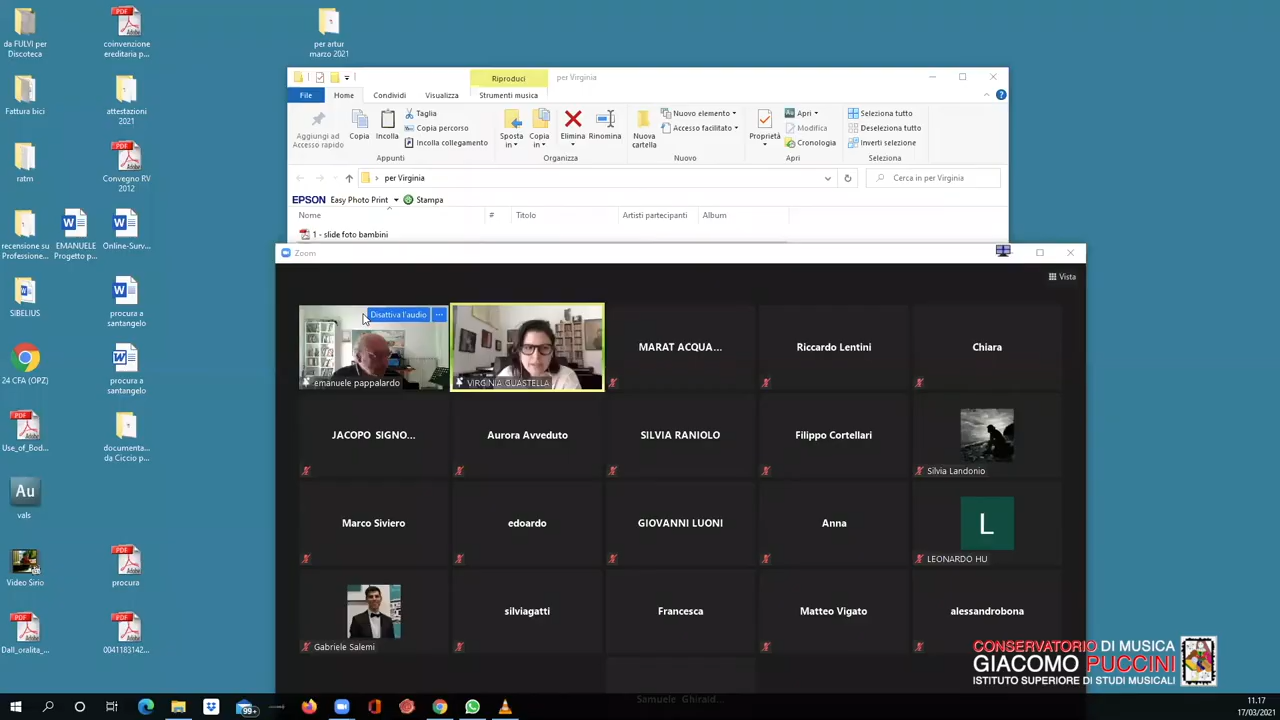 da FULVI per
Discoteca
coinvenzione
ereditaria p...
per artur
marzo 2021
Fattura bici
attestazioni
2021
ratm
Convegno RV
2012
recensione su
Professione...
EMANUELE
Progetto p...
Online-Surv...
SIBELIUS
procura a
santangelo
24 CFA (OPZ)
procura a
santangelo
Use_of_Bod...
documenta...
da Ciccio p...
Au
vals
Video Sirio
procura
Dall_oralita_...
0041183142...
Riproduci
per Virginia
File
Home
Condividi
Visualizza
Strumenti musica
Aggiungi ad
Accesso rapido
Copia
Incolla
Taglia
Copia percorso
Incolla collegamento
Appunti
Sposta
in
Copia
in
Elimina
Rinomina
Organizza
Nuova
cartella
Nuovo elemento
Accesso facilitato
Nuovo
Proprietà
Apri
Modifica
Cronologia
Apri
Seleziona tutto
Deseleziona tutto
Inverti selezione
Selezione
per Virginia
Cerca in per Virginia
EPSON Easy Photo Print Stampa
Nome # Titolo Artisti partecipanti Album
1 - slide foto bambini
Zoom
Vista
Disattiva l'audio
emanuele pappalardo
VIRGINIA GUASTELLA
MARAT ACQUA...
Riccardo Lentini
Chiara
JACOPO SIGNO...
Aurora Avveduto
SILVIA RANIOLO
Filippo Cortellari
Silvia Landonio
Marco Siviero
edoardo
GIOVANNI LUONI
Anna
L
LEONARDO HU
Gabriele Salemi
silviagatti
Francesca
Matteo Vigato
alessandrobona
Samuele Ghiraid...
CONSERVATORIO DI MUSICA
GIACOMO PUCCINI
ISTITUTO SUPERIORE DI STUDI MUSICALI
99+
11.17
17/03/2021